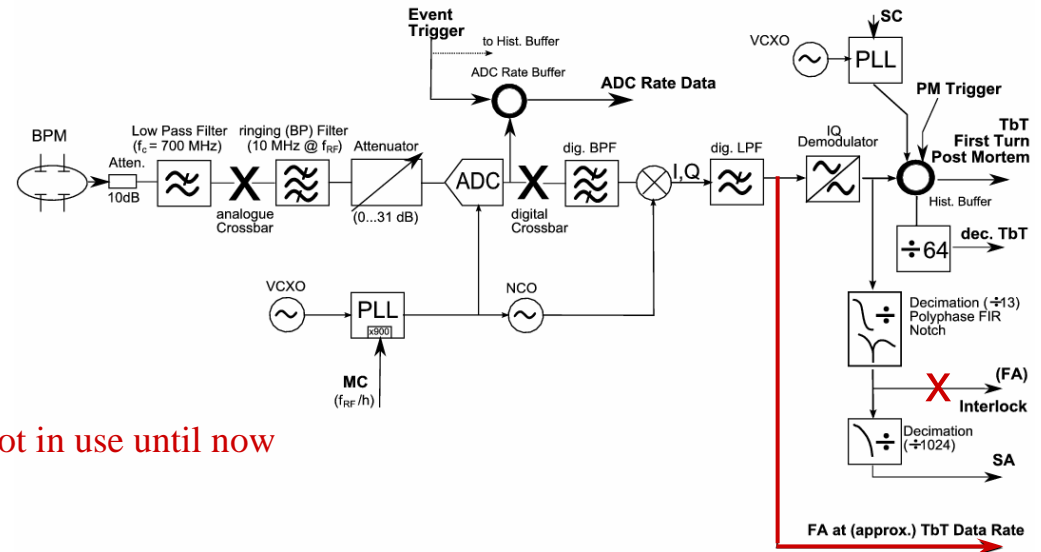 Event
Trigger
to Hist. Buffer
ADC Rate Buffer
ADC Rate Data
SC
VCXO
PLL
PM Trigger
TbT
First Turn
Post Mortem
BPM
Atten.
10dB
Low Pass Filter
(fc = 700 MHz)
analogue
Crossbar
ringing (BP) Filter
(10 MHz @ fRF)
Attenuator
(0...31 dB)
ADC
digital
Crossbar
dig. BPF
I,Q
dig. LPF
IQ
Demodulator
Hist. Buffer
÷64
dec. TbT
VCXO
PLL
x900
NCO
MC
(fRF/h)
Decimation (÷13)
Polyphase FIR
Notch
(FA)
Interlock
Decimation
(÷1024)
SA
ot in use until now
FA at (approx.) TbT Data Rate